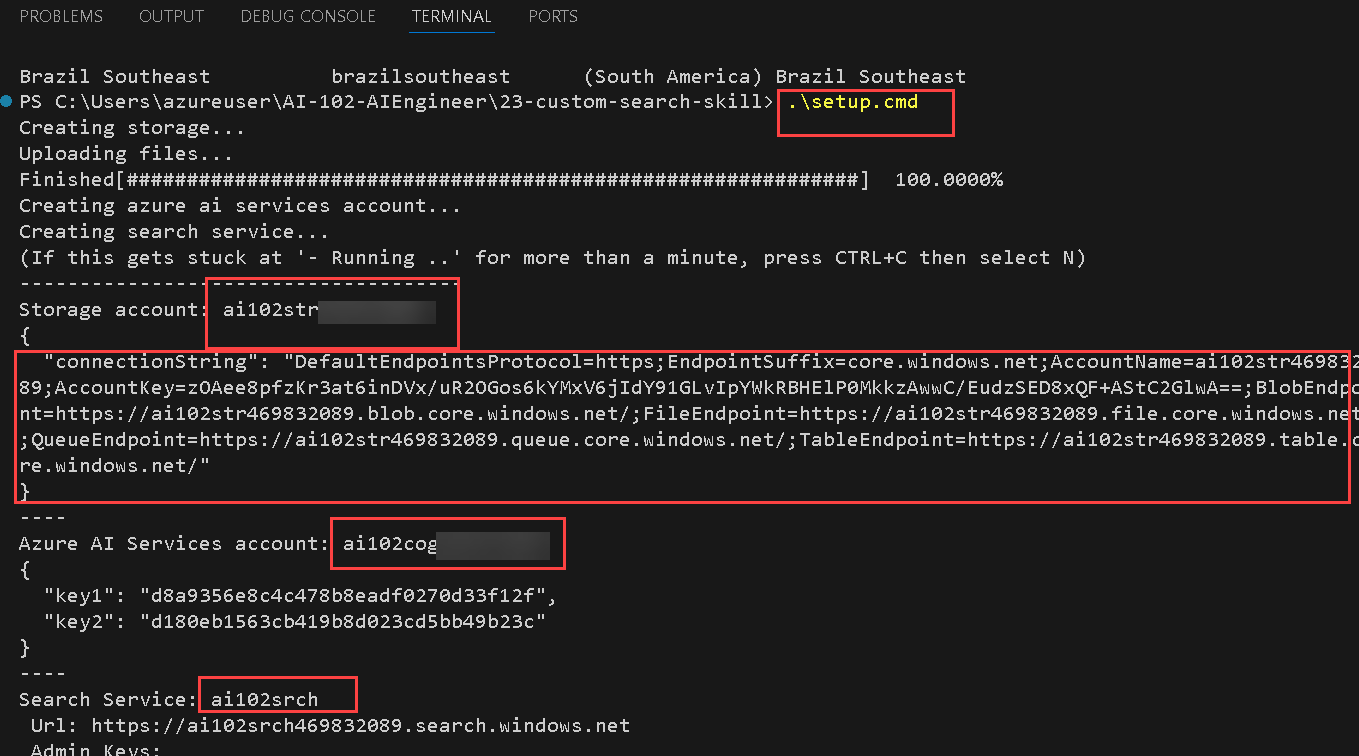 PROBLEMS OUTPUT DEBUG CONSOLE TERMINAL PORTS
Brazil Southeast brazilsoutheast (South America) Brazil Southeast
PS C:\Users\azureuser\AI-102-AIEngineer\23-custom-search-skill> .\setup.cmd
Creating storage...
Uploading files...
Finished[#############################################################] 100.0000%
Creating azure ai services account...
Creating search service...
(If this gets stuck at '- Running ..' for more than a minute, press CTRL+C then select N)
-------------------------------------
Storage account: ai102str
{
"connectionString": "DefaultEndpointsProtocol=https;EndpointSuffix=core.windows.net;AccountName=ai102str4698320
89;AccountKey=zOAee8pfzKr3at6inDVx/uR2OGos6kYMxV6jIdY91GLvIpYWkRBHElP0MkkzAwwC/EudzSED8xQF+AStC2GlwA==;BlobEndpo
nt=https://ai102str469832089.blob.core.windows.net/;FileEndpoint=https://ai102str469832089.file.core.windows.net
;QueueEndpoint=https://ai102str469832089.queue.core.windows.net/;TableEndpoint=https://ai102str469832089.table.c
re.windows.net/"
}
----
Azure AI Services account: ai102cog
{
"key1": "d8a9356e8c4c478b8eadf0270d33f12f",
"key2": "d180eb1563cb419b8d023cd5bb49b23c"
}
----
Search Service: ai102srch
Url: https://ai102srch469832089.search.windows.net
Admin Keys: